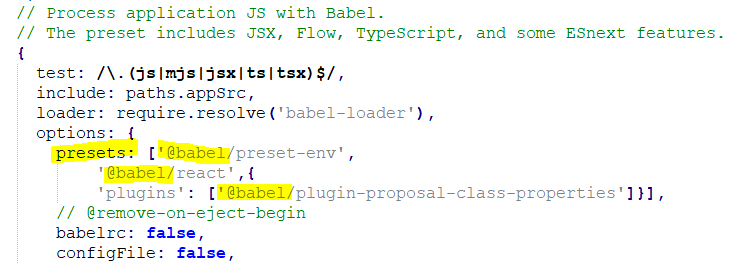 // Process application JS with Babel.
// The preset includes JSX, Flow, TypeScript, and some ESnext features.
{
test: /\.(js|mjs|jsx|ts|tsx)$/,
include: paths.appSrc,
loader: require.resolve('babel-loader'),
options: {
presets: ['@babel/preset-env',
'@babel/react',{
'plugins': ['@babel/plugin-proposal-class-properties']}],
// @remove-on-eject-begin
babelrc: false,
configFile: false,